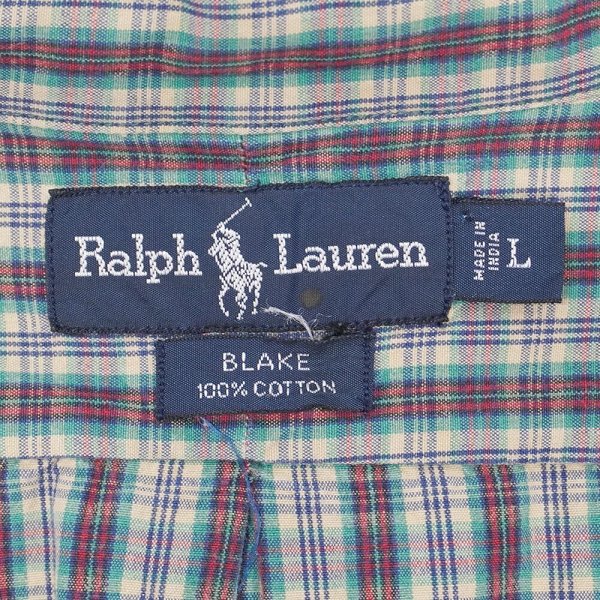 Ralph Lauren
MADE IN
INDIA
L
BLAKE
100% COTTON